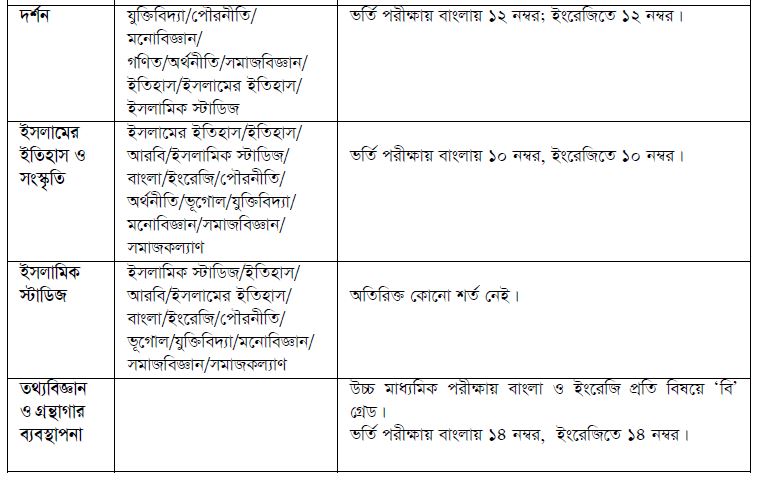 দর্শন
যুক্তিবিদ্যা/পৌরনীতি/
মনোবিজ্ঞান/
গণিত/অর্থনীতি/সমাজবিজ্ঞান/
ইতিহাস/ইসলামের ইতিহাস/
ইসলামিক স্টাডিজ
ভর্তি পরীক্ষায় বাংলায় ১২ নম্বর; ইংরেজিতে ১২ নম্বর।
ইসলামের
ইতিহাস ও
সংস্কৃতি
ইসলামের ইতিহাস/ইতিহাস/
আরবি/ইসলামিক স্টাডিজ/
বাংলা/ইংরেজি/পৌরনীতি/
অর্থনীতি/ভূগোল/যুক্তিবিদ্যা/
মনোবিজ্ঞান/সমাজবিজ্ঞান/
সমাজকল্যাণ
ভর্তি পরীক্ষায় বাংলায় ১০ নম্বর, ইংরেজিতে ১০ নম্বর।
ইসলামিক
স্টাডিজ
ইসলামিক স্টাডিজ/ইতিহাস/
আরবি/ইসলামের ইতিহাস/
বাংলা/ইংরেজি/পৌরনীতি/
ভূগোল/যুক্তিবিদ্যা/মনোবিজ্ঞান/
সমাজবিজ্ঞান/সমাজকল্যাণ
অতিরিক্ত কোনো শর্ত নেই।
তথ্যবিজ্ঞান
ও গ্রন্থাগার
ব্যবস্থাপনা
উচ্চ মাধ্যমিক পরীক্ষায় বাংলা ও ইংরেজি প্রতি বিষয়ে ‘বি’
গ্রেড।
ভর্তি পরীক্ষায় বাংলায় ১৪ নম্বর, ইংরেজিতে ১৪ নম্বর।